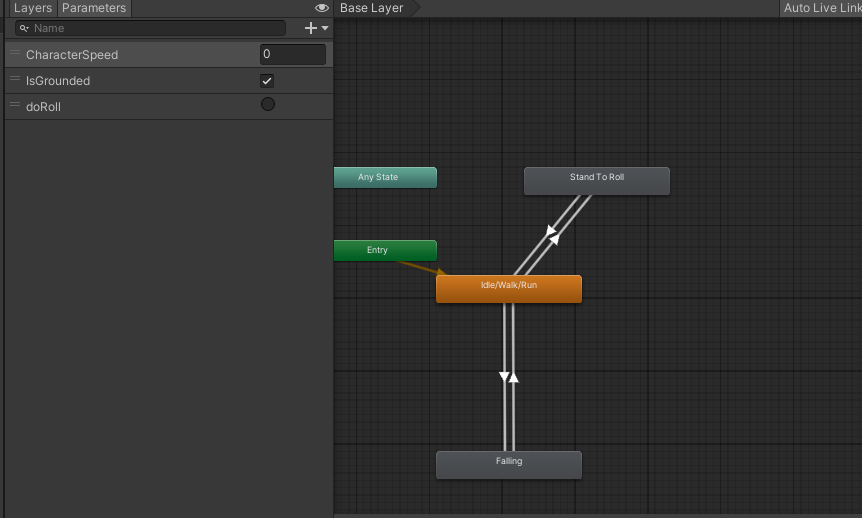 Layers Parameters
Base Layer
Auto Live Link
Name
CharacterSpeed 0
IsGrounded
doRoll
Any State
Stand To Roll
Entry
Idle/Walk/Run
Falling